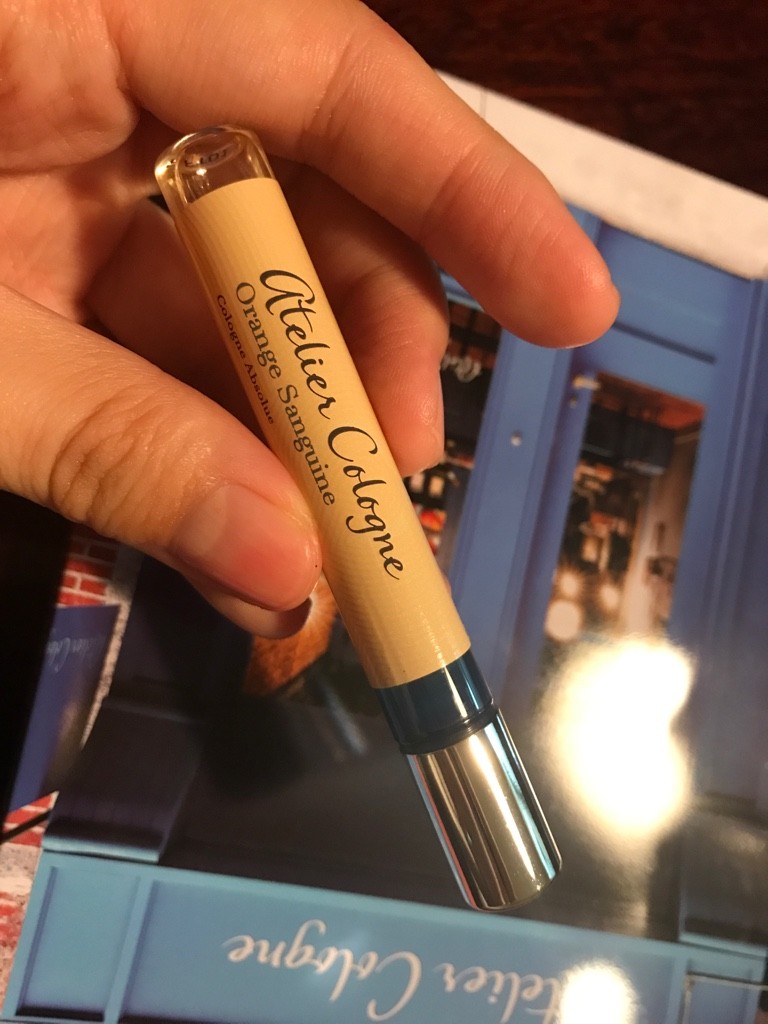 Atelier Cologne
Orange Sanguine
Cologne Absolue
Atelier Cologne